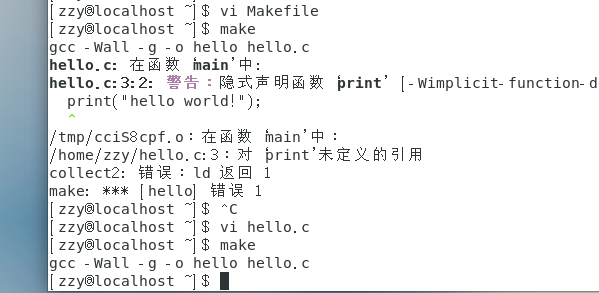 [zzy@localhost ~]$ vi Makefile
[zzy@localhost ~]$ make
gcc -Wall -g -o hello hello.c
hello.c: 在函数‘main’中:
hello.c:3:2: 警告：隐式声明函数‘print’ [-Wimplicit-function-d
print("hello world!");
^
/tmp/cciS8cpf.o：在函数‘main’中：
/home/zzy/hello.c:3：对‘print’未定义的引用
collect2: 错误：ld 返回 1
make: *** [hello] 错误 1
[zzy@localhost ~]$ ^C
[zzy@localhost ~]$ vi hello.c
[zzy@localhost ~]$ make
gcc -Wall -g -o hello hello.c
[zzy@localhost ~]$